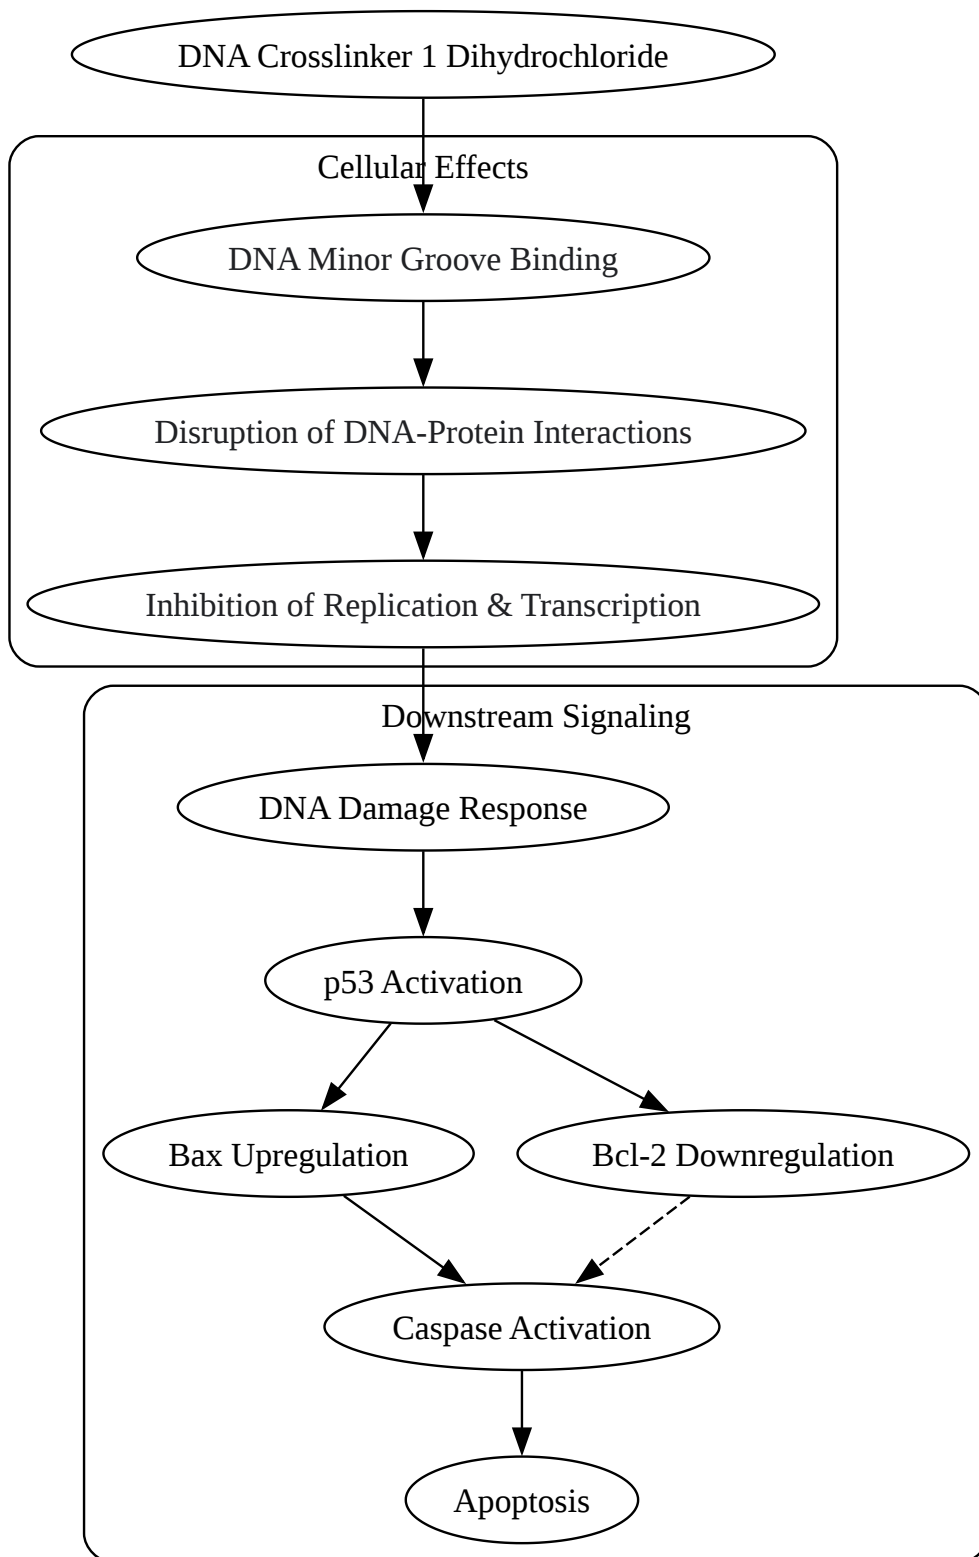 DNA Crosslinker 1 Dihydrochloride
Cellular Effects
DNA Minor Groove Binding
Disruption of DNA-Protein Interactions
Inhibition of Replication & Transcription
Downstream Signaling
DNA Damage Response
p53 Activation
Bax Upregulation
Bcl-2 Downregulation
Caspase Activation
Apoptosis